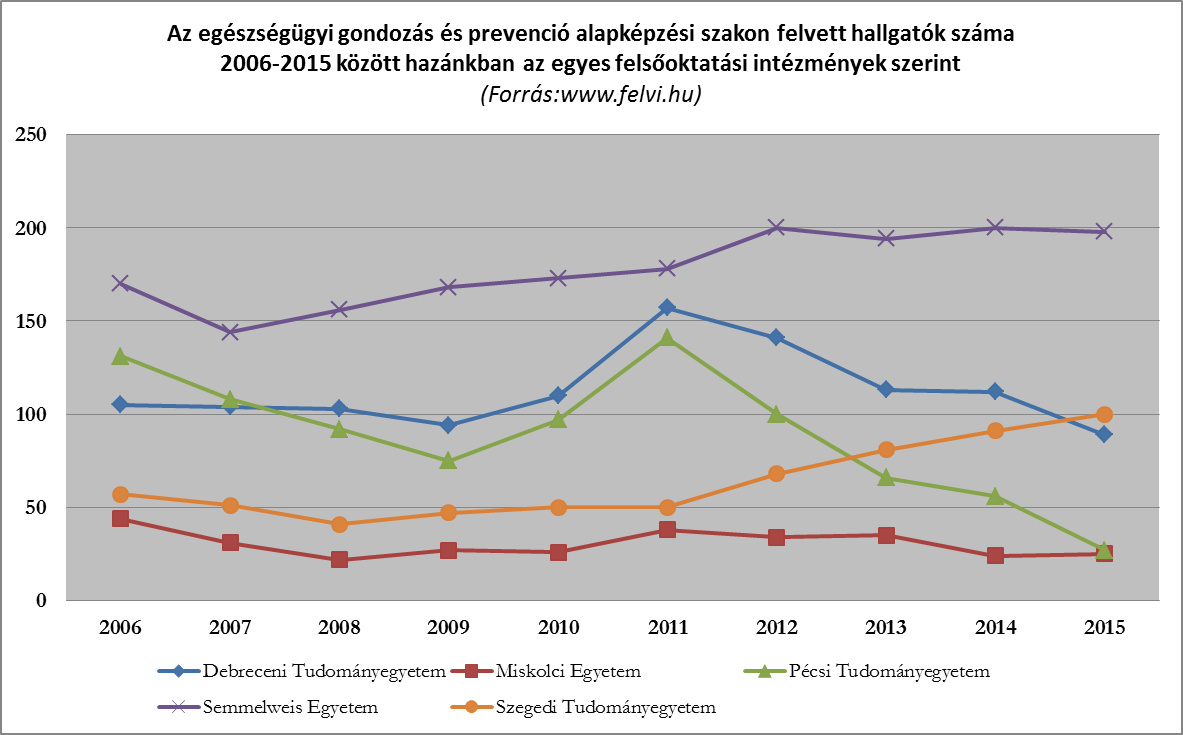 Az egészségügyi gondozás és prevenció alapképzési szakon felvett hallgatók száma
2006-2015 között hazánkban az egyes felsőoktatási intézmények szerint
(Forrás:www.felvi.hu)
250
200
150
100
50
0
2006 2007 2008 2009 2010 2011 2012 2013 2014 2015
Debreceni Tudományegyetem Miskolci Egyetem Pécsi Tudományegyetem
Semmelweis Egyetem Szegedi Tudományegyetem